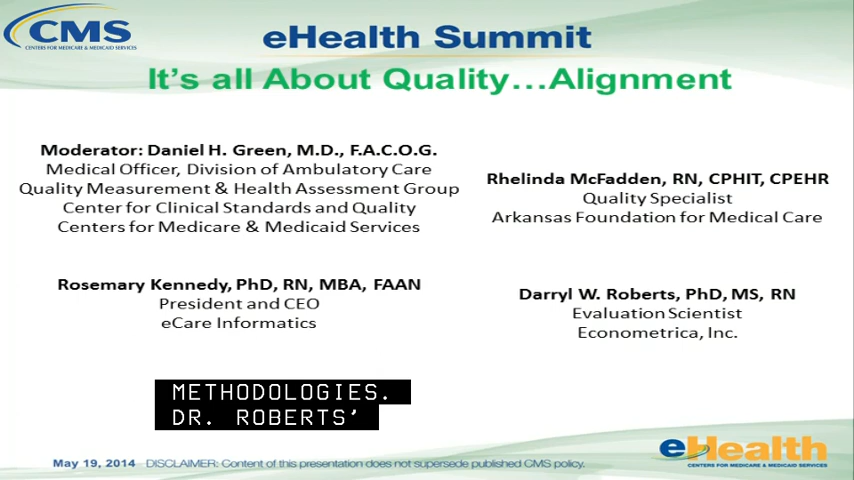 CMS
CENTERS FOR MEDICARE & MEDICAID SERVICES
eHealth Summit
It's all About Quality...Alignment
Moderator: Daniel H. Green, M.D., F.A.C.O.G.
Medical Officer, Division of Ambulatory Care
Quality Measurement & Health Assessment Group
Center for Clinical Standards and Quality
Centers for Medicare & Medicaid Services
Rhelinda McFadden, RN, CPHIT, CPEHR
Quality Specialist
Arkansas Foundation for Medical Care
Rosemary Kennedy, PhD, RN, MBA, FAAN
President and CEO
eCare Informatics
Darryl W. Roberts, PhD, MS, RN
Evaluation Scientist
Econometrica, Inc.
METHODOLOGIES.
DR. ROBERTS'
May 19, 2014 DISCLAIMER: Content of this presentation does not supersede published CMS policy.
eHealth
CENTERS FOR MEDICARE & MEDICAID SERVICES